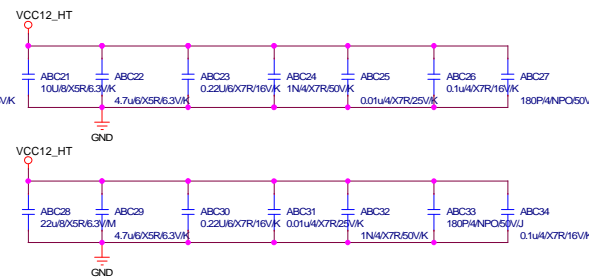 VCC12_HT
ABC21 ABC22 ABC23 ABC24 ABC25 ABC26 ABC27
10U/8/X5R/6.3V/K 0.22U/6/X7R/16V/K 1N/4/X7R/50V/K 0.1u/4/X7R/16V/K
V/K 4.7u/6/X5R/6.3V/K 0.01u/4/X7R/25V/K 180P/4/NPO/50V
GND
VCC12_HT
ABC28 ABC29 ABC30 ABC31 ABC32 ABC33 ABC34
22u/8/X5R/6.3V/M 0.22U/6/X7R/16V/K 0.01u/4/X7R/25V/K 180P/4/NPO/50V/J
4.7u/6/X5R/6.3V/K 1N/4/X7R/50V/K 0.1u/4/X7R/16V/K
GND